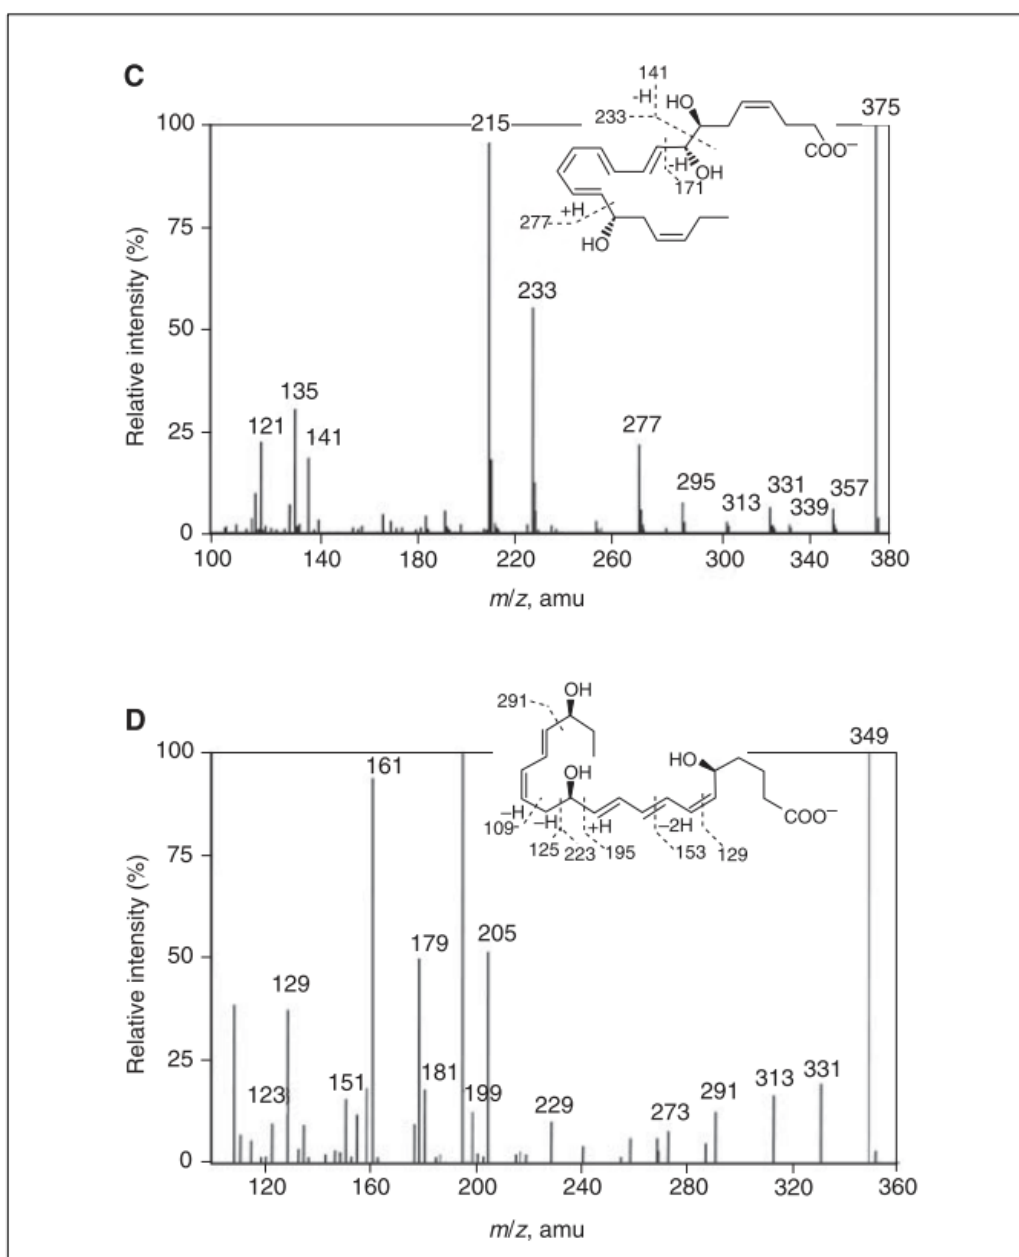 C
141
-H
HO
233
375
100
215
COO−
-H
OH
171
+H
277
HO
75
Relative intensity (%)
233
50
135
121
141
25
277
295
313
331
339
357
0
100 140 180 220 260 300 340 380
m/z, amu
D
OH
291
349
100
161
HO
OH
COO−
−H
109
−H
+H
−2H
125 223 195 153 129
75
Relative intensity (%)
179
205
50
129
25
123
151
181
199
229
273
291
313
331
0
120 160 200 240 280 320 360
m/z, amu